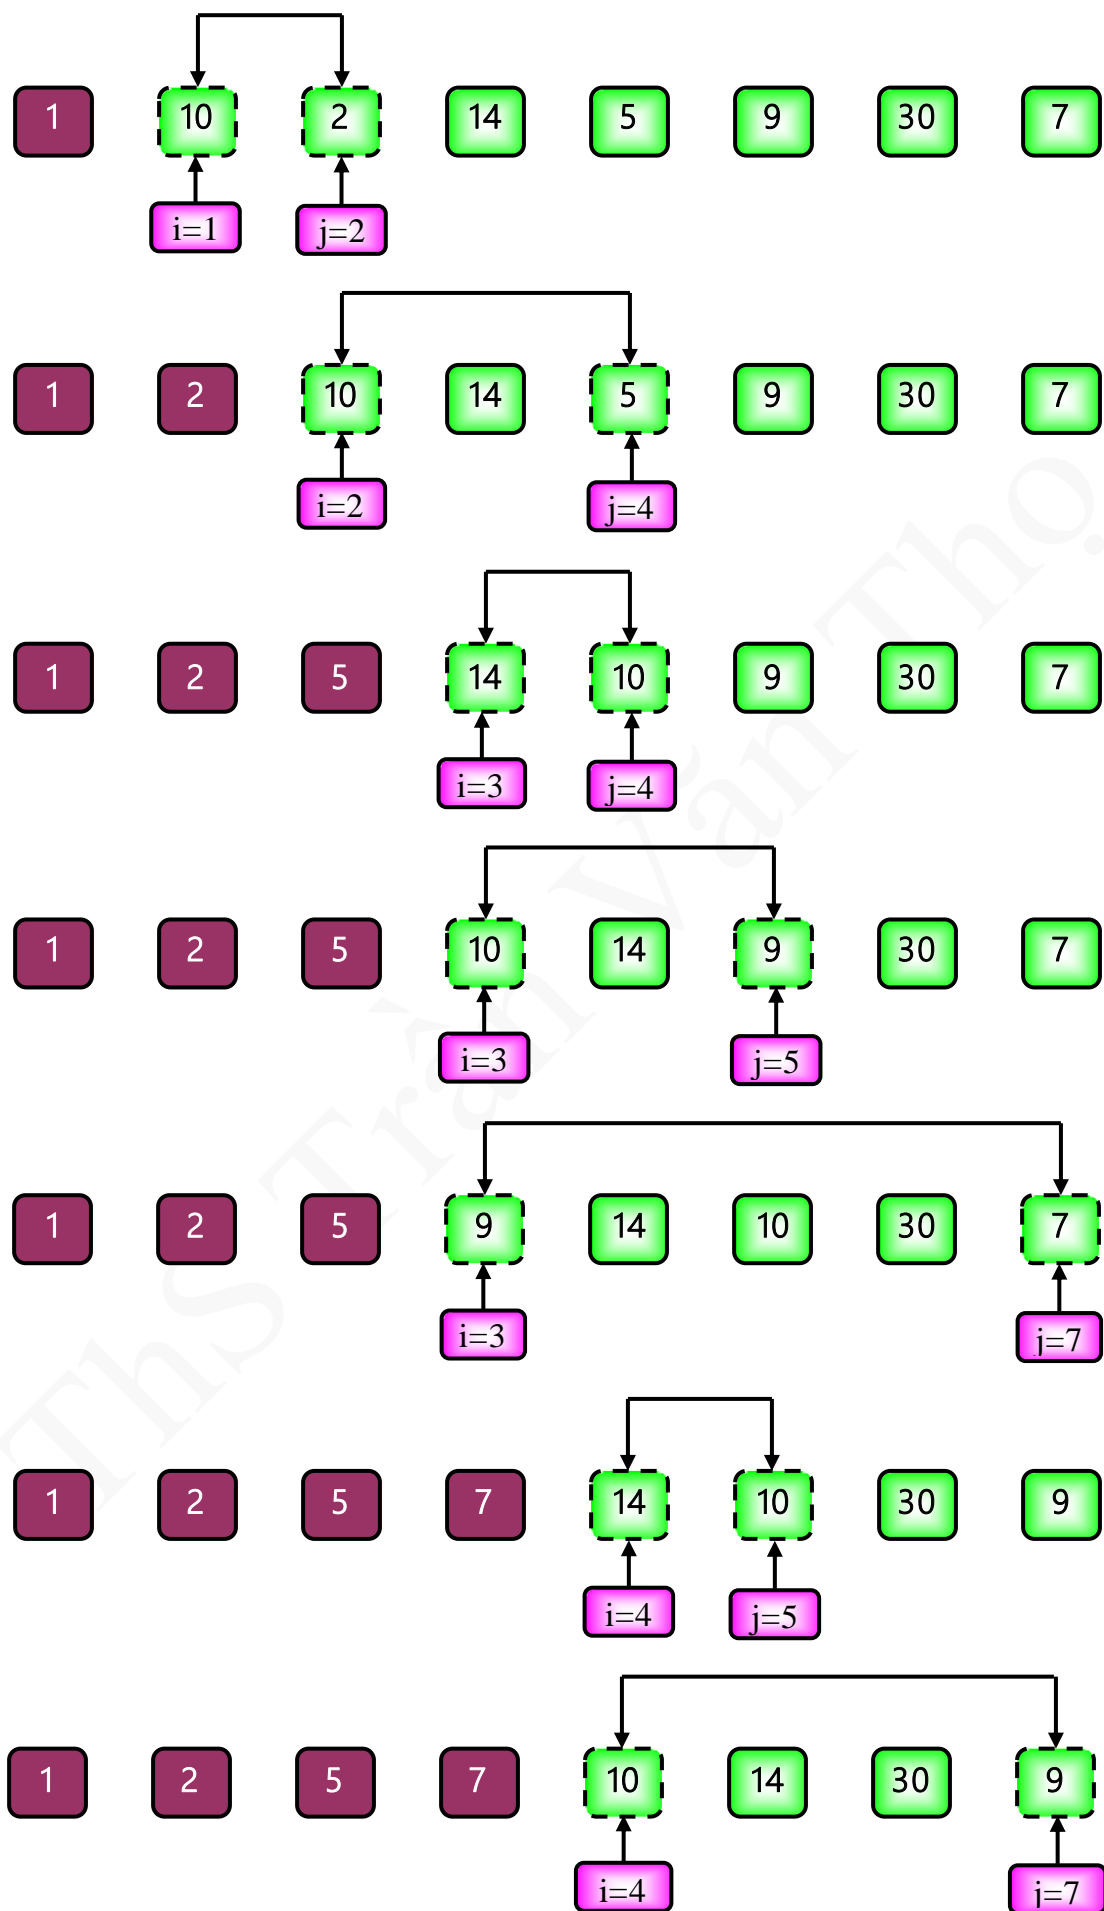 1 10 2 14 5 9 30 7
i=1 j=2
1 2 10 14 5 9 30 7
i=2 j=4
1 2 5 14 10 9 30 7
i=3 j=4
1 2 5 10 14 9 30 7
i=3 j=5
1 2 5 9 14 10 30 7
i=3 j=7
1 2 5 7 14 10 30 9
i=4 j=5
1 2 5 7 10 14 30 9
i=4 j=7
ThS Trần Văn Thọ